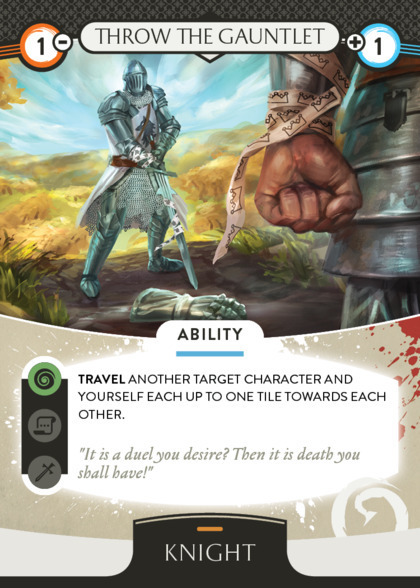 1 - THROW THE GAUNTLET + 1
ABILITY
TRAVEL ANOTHER TARGET CHARACTER AND
YOURSELF EACH UP TO ONE TILE TOWARDS EACH
OTHER.
"It is a duel you desire? Then it is death you
shall have!"
KNIGHT